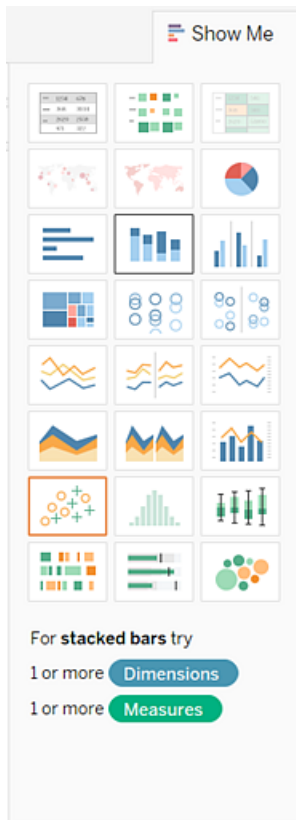 Show Me
For stacked bars try
1 or more Dimensions
1 or more Measures